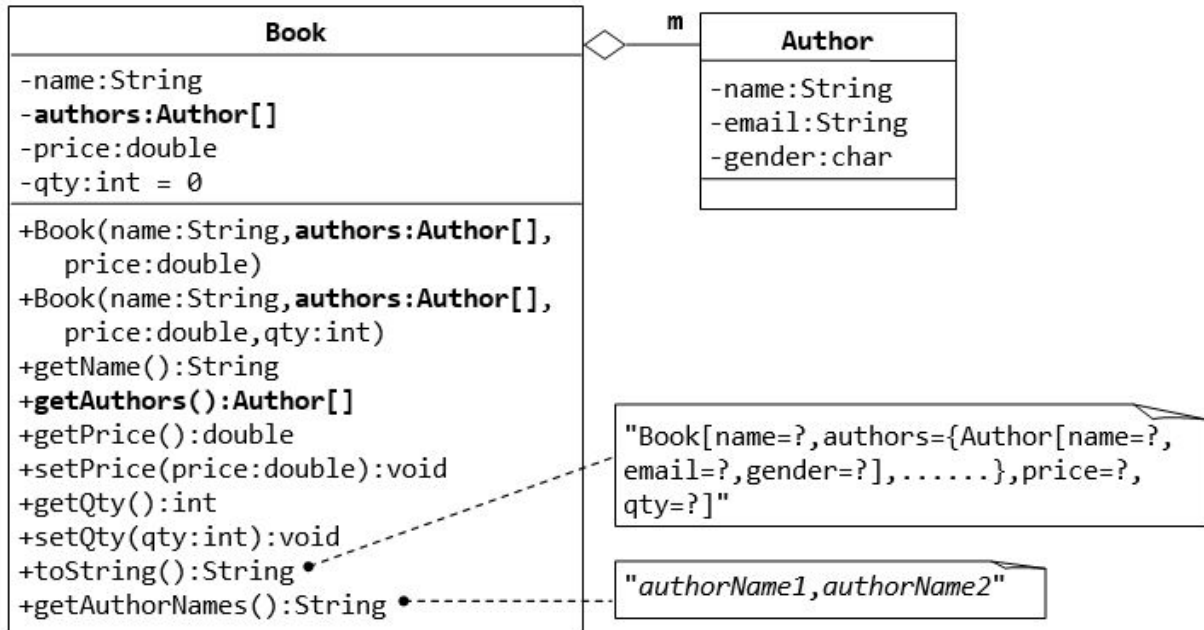 Book
-name:String
-authors:Author[]
-price:double
-qty:int = 0
+Book(name:String,authors:Author[],
price:double)
+Book(name:String,authors:Author[],
price:double,qty:int)
+getName():String
+getAuthors():Author[]
+getPrice():double
+setPrice(price:double):void
+getQty():int
+setQty(qty:int):void
+toString():String
+getAuthorNames():String
m
Author
-name:String
-email:String
-gender:char
"Book[name=?,authors={Author[name=?,
email=?,gender=?],......},price=?,
qty=?]"
"authorName1,authorName2"